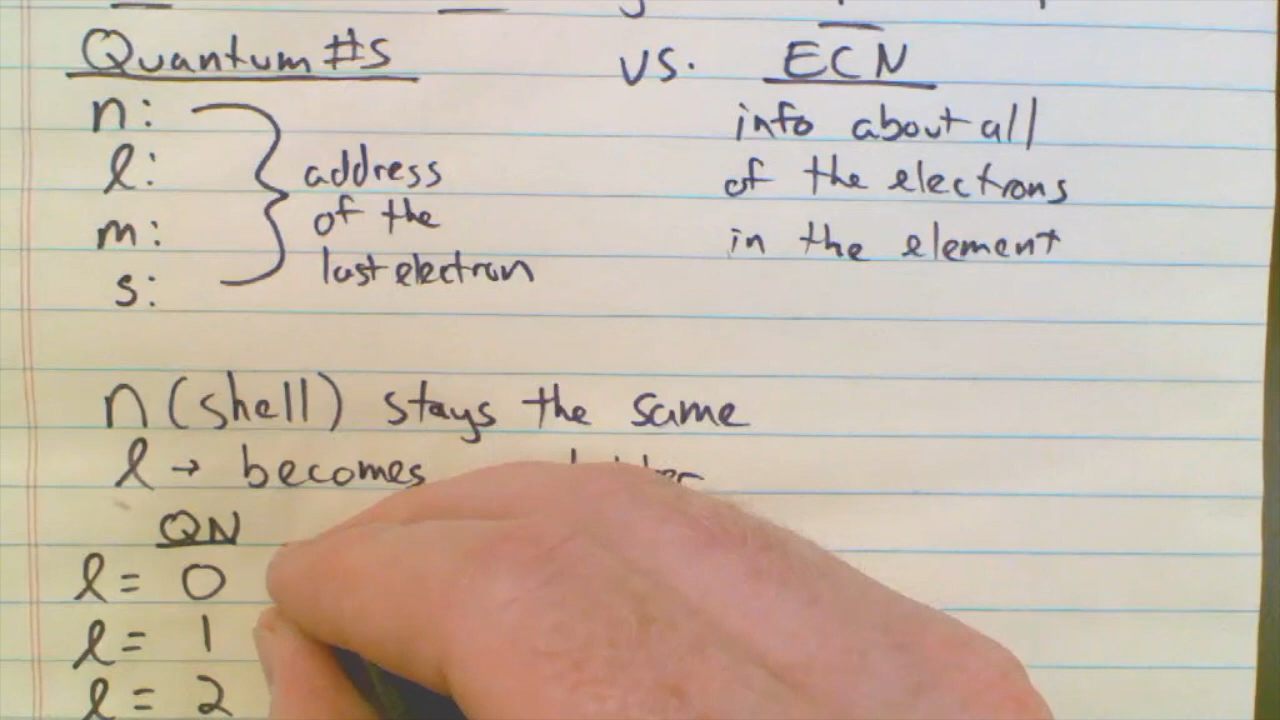 Quantum #s vs. ECN
n:
l:
m:
s:
address
of the
last electron
info about all
of the electrons
in the element
n (shell) stays the same
l → becomes
QN
l = 0
l = 1
l = 2